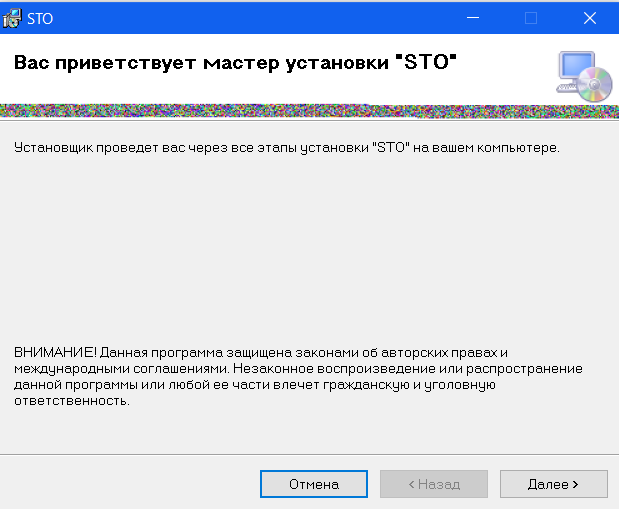 STO
Вас приветствует мастер установки "STO"
Установщик проведет вас через все этапы установки "STO" на вашем компьютере.
ВНИМАНИЕ! Данная программа защищена законами об авторских правах и
международными соглашениями. Незаконное воспроизведение или распространение
данной программы или любой ее части влечет гражданскую и уголовную
ответственность.
Отмена < Назад Далее >